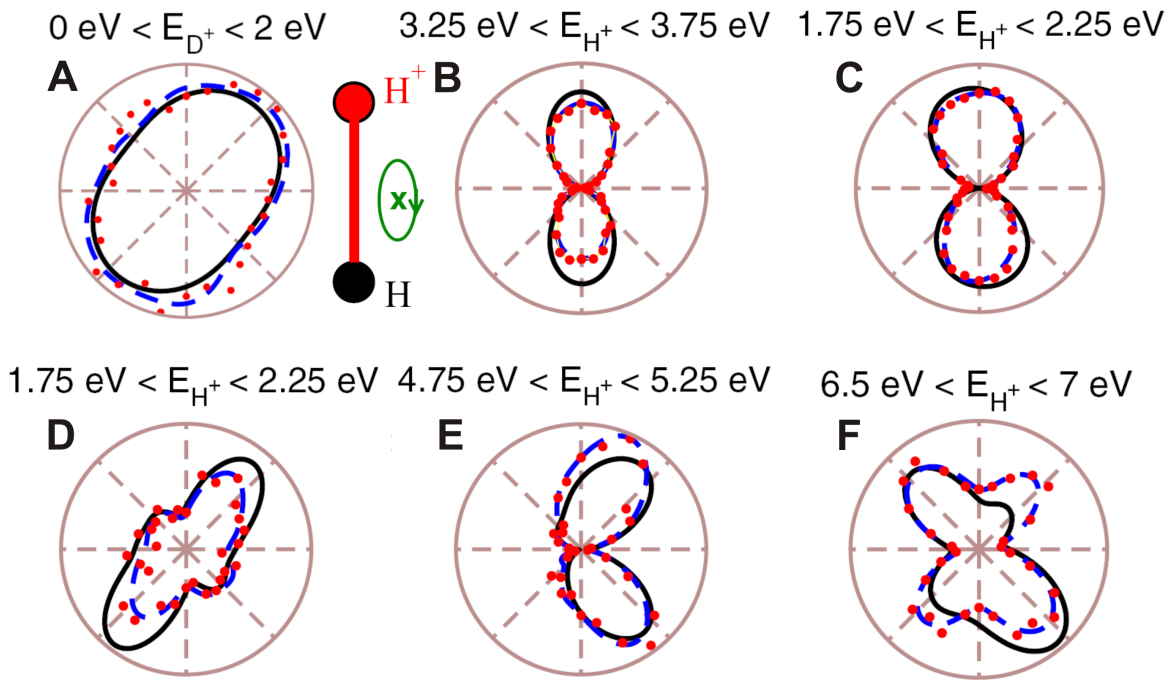 0 eV < E_D⁺ < 2 eV
3.25 eV < E_H⁺ < 3.75 eV
1.75 eV < E_H⁺ < 2.25 eV
A
H⁺
B
C
x
H
1.75 eV < E_H⁺ < 2.25 eV
4.75 eV < E_H⁺ < 5.25 eV
6.5 eV < E_H⁺ < 7 eV
D
E
F